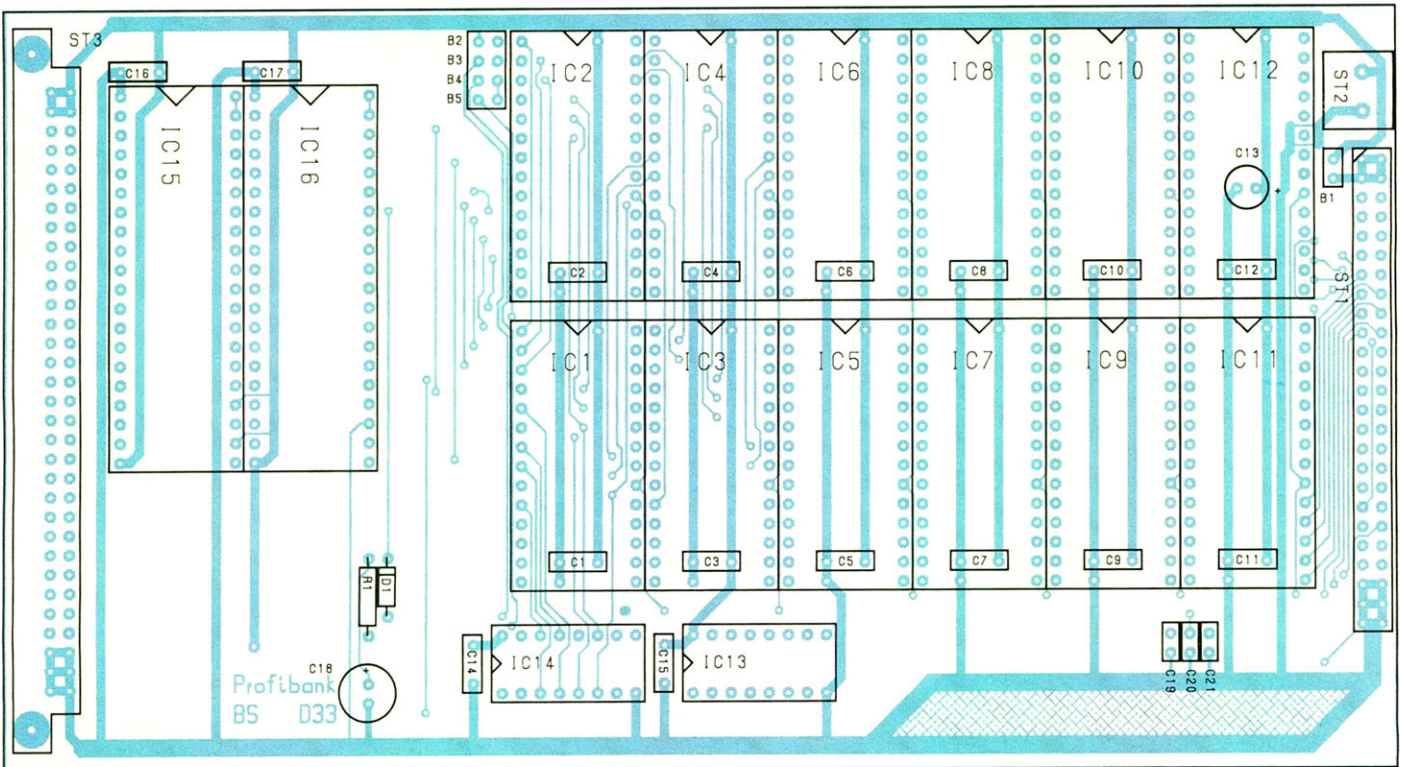 ST3
C16
C17
IC15
IC16
B2
B3
B4
B5
IC2
IC4
IC6
IC8
IC10
IC12
ST2
C13
+
B1
C2
C4
C6
C8
C10
C12
ST1
IC1
IC3
IC5
IC7
IC9
IC11
C1
C3
C5
C7
C9
C11
R1
D1
C14
IC14
C15
IC13
C19
C20
C21
C18
+
Profibank
BS D33